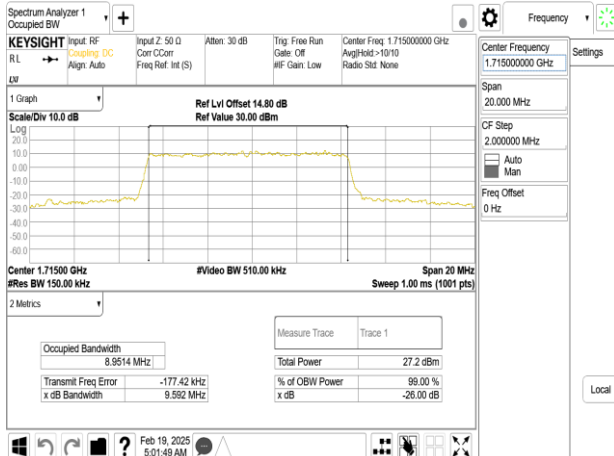 Spectrum Analyzer 1
Occupied BW
+
Frequency
KEYSIGHT
RL
LXI
Input: RF
Coupling: DC
Align: Auto
Input Z: 50 Ω
Corr CCorr
Freq Ref: Int (S)
Atten: 30 dB
Trig: Free Run
Gate: Off
#IF Gain: Low
Center Freq: 1.715000000 GHz
Avg|Hold:>10/10
Radio Std: None
Center Frequency
1.715000000 GHz
Settings
Span
20.000 MHz
CF Step
2.000000 MHz
Auto
Man
Freq Offset
0 Hz
Local
1 Graph
Scale/Div 10.0 dB
Ref Lvl Offset 14.80 dB
Ref Value 30.00 dBm
Log
20.0
10.0
0.00
-10.0
-20.0
-30.0
-40.0
-50.0
-60.0
Center 1.71500 GHz
#Res BW 150.00 kHz
#Video BW 510.00 kHz
Span 20 MHz
Sweep 1.00 ms (1001 pts)
2 Metrics
Measure Trace Trace 1
Occupied Bandwidth
8.9514 MHz
Total Power 27.2 dBm
Transmit Freq Error -177.42 kHz
% of OBW Power 99.00 %
x dB Bandwidth 9.592 MHz
x dB -26.00 dB
?
Feb 19, 2025
5:01:49 AM